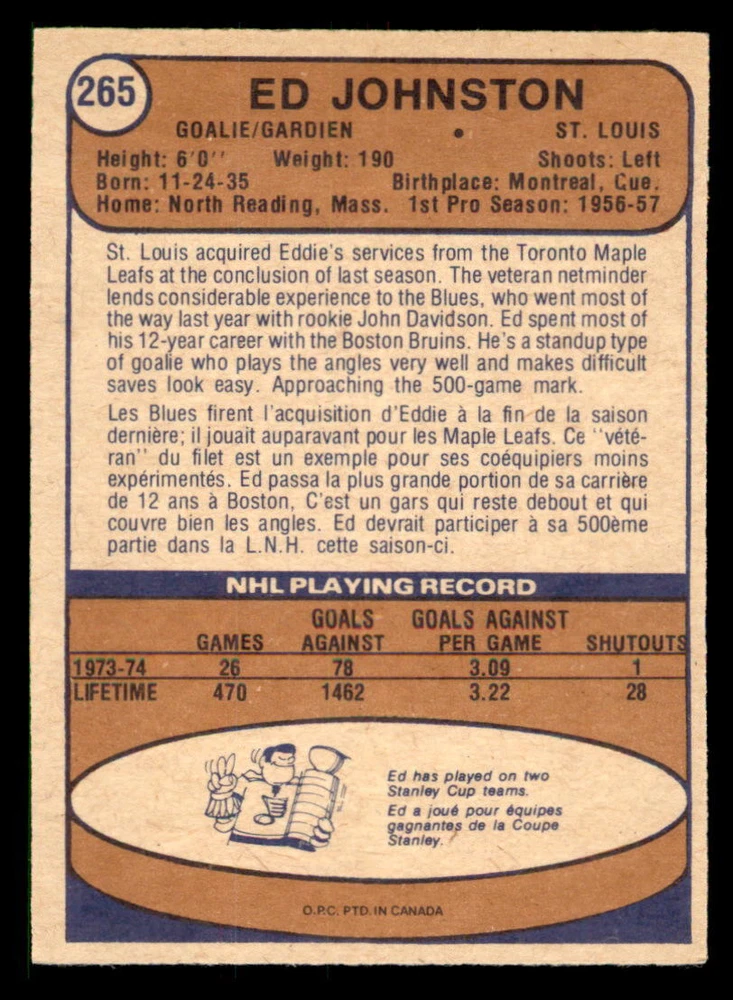 265
ED JOHNSTON
GOALIE/GARDIEN • ST. LOUIS
Height: 6'0'' Weight: 190 Shoots: Left
Born: 11-24-35 Birthplace: Montreal, Que.
Home: North Reading, Mass. 1st Pro Season: 1956-57
St. Louis acquired Eddie's services from the Toronto Maple
Leafs at the conclusion of last season. The veteran netminder
lends considerable experience to the Blues, who went most of
the way last year with rookie John Davidson. Ed spent most of
his 12-year career with the Boston Bruins. He's a standup type
of goalie who plays the angles very well and makes difficult
saves look easy. Approaching the 500-game mark.
Les Blues firent l'acquisition d'Eddie à la fin de la saison
dernière; il jouait auparavant pour les Maple Leafs. Ce "vété-
ran" du filet est un exemple pour ses coéquipiers moins
expérimentés. Ed passa la plus grande portion de sa carrière
de 12 ans à Boston, C'est un gars qui reste debout et qui
couvre bien les angles. Ed devrait participer à sa 500ème
partie dans la L.N.H. cette saison-ci.
NHL PLAYING RECORD
GOALS GOALS AGAINST
GAMES AGAINST PER GAME SHUTOUTS
1973-74 26 78 3.09 1
LIFETIME 470 1462 3.22 28
Ed has played on two
Stanley Cup teams.
Ed a joué pour équipes
gagnantes de la Coupe
Stanley.
O.P.C. PTD. IN CANADA